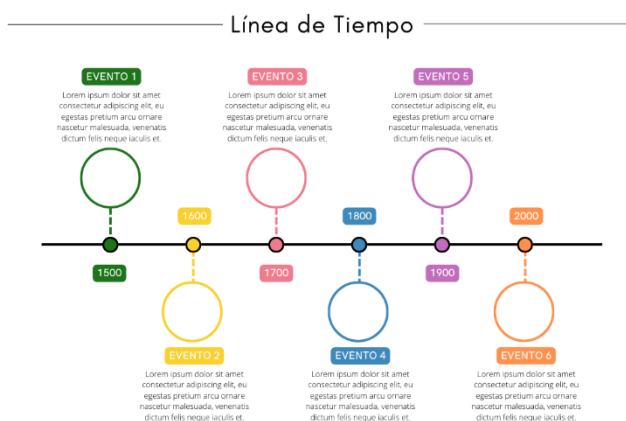 Línea de Tiempo
EVENTO 1
Lorem ipsum dolor sit amet
consectetur adipiscing elit, eu
egestas pretium arcu ornare
nascetur malesuada, venenatis
dictum felis neque iaculis et.
EVENTO 3
Lorem ipsum dolor sit amet
consectetur adipiscing elit, eu
egestas pretium arcu ornare
nascetur malesuada, venenatis
dictum felis neque iaculis et.
EVENTO 5
Lorem ipsum dolor sit amet
consectetur adipiscing elit, eu
egestas pretium arcu ornare
nascetur malesuada, venenatis
dictum felis neque iaculis et.
1600
1800
2000
1500
1700
1900
EVENTO 2
Lorem ipsum dolor sit amet
consectetur adipiscing elit, eu
egestas pretium arcu ornare
nascetur malesuada, venenatis
dictum felis neque iaculis et.
EVENTO 4
Lorem ipsum dolor sit amet
consectetur adipiscing elit, eu
egestas pretium arcu ornare
nascetur malesuada, venenatis
dictum felis neque iaculis et.
EVENTO 6
Lorem ipsum dolor sit amet
consectetur adipiscing elit, eu
egestas pretium arcu ornare
nascetur malesuada, venenatis
dictum felis neque iaculis et.